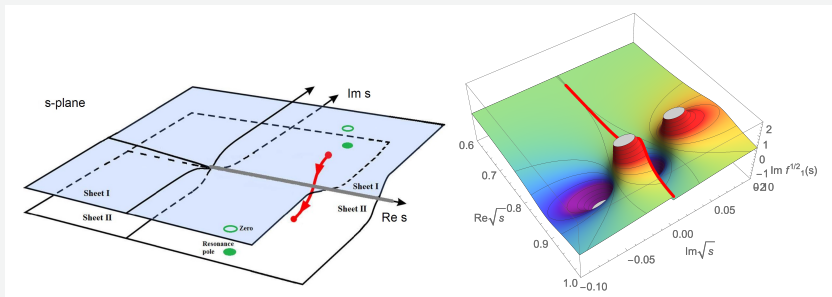 s-plane
Im s
Sheet I
Sheet I
Sheet II
Sheet II
Re s
Zero
Resonance
pole
2
1
0
−1
Im f^{1/2}_1(s)
0.6
0.7
0.8
0.9
1.0
Re√s
−0.10
−0.05
0.00
0.05
Im√s